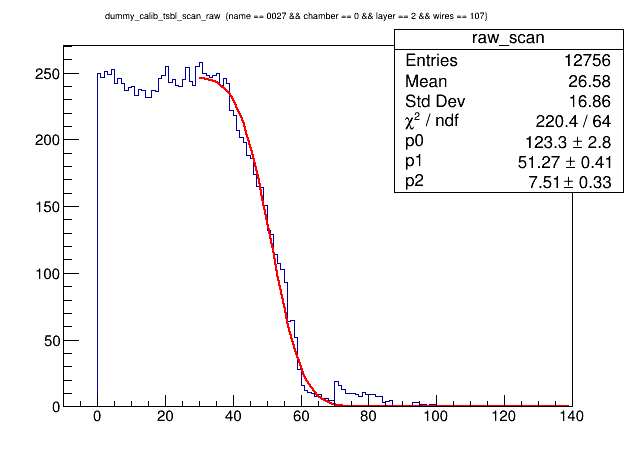 dummy_calib_tsbl_scan_raw (name == 0027 && chamber == 0 && layer == 2 && wires == 107)
raw_scan
Entries 12756
Mean 26.58
Std Dev 16.86
χ² / ndf 220.4 / 64
p0 123.3 ± 2.8
p1 51.27 ± 0.41
p2 7.51 ± 0.33
250
200
150
100
50
0
0 20 40 60 80 100 120 140